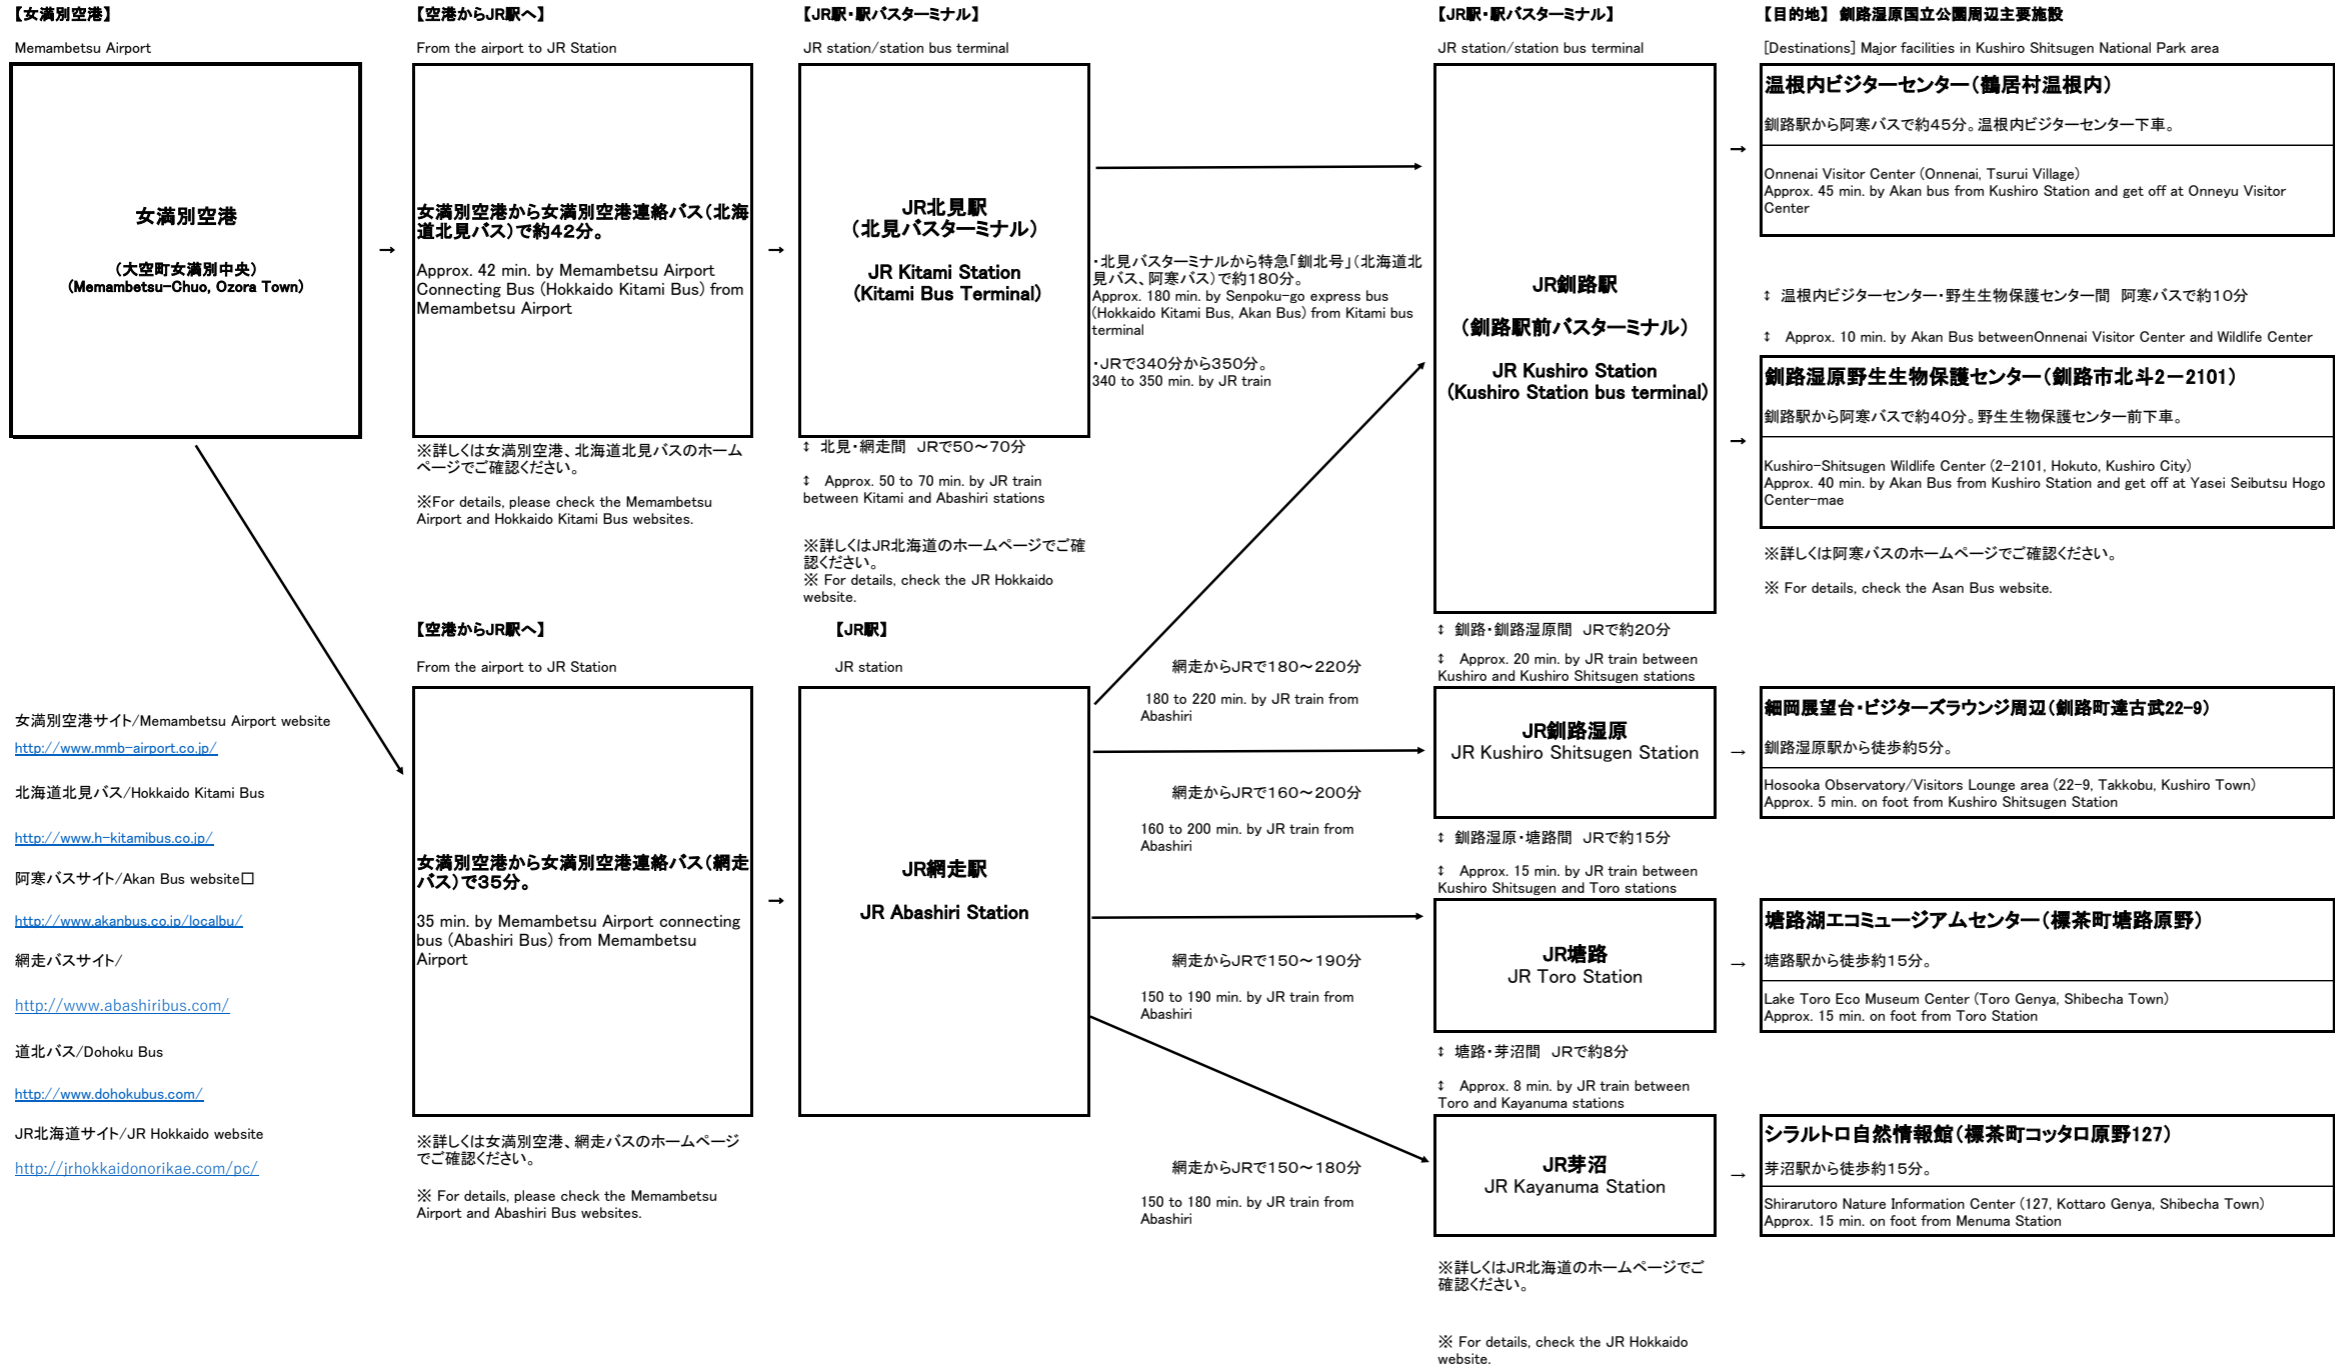 【女満別空港】
Memambetsu Airport
女満別空港
（大空町女満別中央）
(Memambetsu-Chuo, Ozora Town)
→
【空港からJR駅へ】
From the airport to JR Station
女満別空港から女満別空港連絡バス（北海
道北見バス）で約42分。
Approx. 42 min. by Memambetsu Airport
Connecting Bus (Hokkaido Kitami Bus) from
Memambetsu Airport
※詳しくは女満別空港、北海道北見バスのホーム
ページでご確認ください。
※For details, please check the Memambetsu
Airport and Hokkaido Kitami Bus websites.
→
【JR駅・駅バスターミナル】
JR station/station bus terminal
JR北見駅
（北見バスターミナル）
JR Kitami Station
(Kitami Bus Terminal)
↕ 北見・網走間 JRで50～70分
↕ Approx. 50 to 70 min. by JR train
between Kitami and Abashiri stations
※詳しくはJR北海道のホームページでご確
認ください。
※ For details, check the JR Hokkaido
website.
・北見バスターミナルから特急「釧北号」（北海道北
見バス、阿寒バス）で約180分。
Approx. 180 min. by Senpoku-go express bus
(Hokkaido Kitami Bus, Akan Bus) from Kitami bus
terminal
・JRで340分から350分。
340 to 350 min. by JR train
【JR駅・駅バスターミナル】
JR station/station bus terminal
JR釧路駅
（釧路駅前バスターミナル）
JR Kushiro Station
(Kushiro Station bus terminal)
→
【目的地】 釧路湿原国立公園周辺主要施設
[Destinations] Major facilities in Kushiro Shitsugen National Park area
温根内ビジターセンター（鶴居村温根内）
釧路駅から阿寒バスで約45分。温根内ビジターセンター下車。
Onnenai Visitor Center (Onnenai, Tsurui Village)
Approx. 45 min. by Akan bus from Kushiro Station and get off at Onneyu Visitor
Center
↕ 温根内ビジターセンター・野生生物保護センター間 阿寒バスで約10分
↕ Approx. 10 min. by Akan Bus betweenOnnenai Visitor Center and Wildlife Center
→
釧路湿原野生生物保護センター（釧路市北斗2－2101）
釧路駅から阿寒バスで約40分。野生生物保護センター前下車。
Kushiro-Shitsugen Wildlife Center (2-2101, Hokuto, Kushiro City)
Approx. 40 min. by Akan Bus from Kushiro Station and get off at Yasei Seibutsu Hogo
Center-mae
※詳しくは阿寒バスのホームページでご確認ください。
※ For details, check the Asan Bus website.
女満別空港サイト/Memambetsu Airport website
http://www.mmb-airport.co.jp/
北海道北見バス/Hokkaido Kitami Bus
http://www.h-kitamibus.co.jp/
阿寒バスサイト/Akan Bus website□
http://www.akanbus.co.jp/localbu/
網走バスサイト/
http://www.abashiribus.com/
道北バス/Dohoku Bus
http://www.dohokubus.com/
JR北海道サイト/JR Hokkaido website
http://jrhokkaidonorikae.com/pc/
【空港からJR駅へ】
From the airport to JR Station
女満別空港から女満別空港連絡バス（網走
バス）で35分。
35 min. by Memambetsu Airport connecting
bus (Abashiri Bus) from Memambetsu
Airport
※詳しくは女満別空港、網走バスのホームページ
でご確認ください。
※ For details, please check the Memambetsu
Airport and Abashiri Bus websites.
→
【JR駅】
JR station
JR網走駅
JR Abashiri Station
網走からJRで180～220分
180 to 220 min. by JR train from
Abashiri
網走からJRで160～200分
160 to 200 min. by JR train from
Abashiri
網走からJRで150～190分
150 to 190 min. by JR train from
Abashiri
網走からJRで150～180分
150 to 180 min. by JR train from
Abashiri
↕ 釧路・釧路湿原間 JRで約20分
↕ Approx. 20 min. by JR train between
Kushiro and Kushiro Shitsugen stations
JR釧路湿原
JR Kushiro Shitsugen Station
→
細岡展望台・ビジターズラウンジ周辺（釧路町達古武22-9）
釧路湿原駅から徒歩約5分。
Hosooka Observatory/Visitors Lounge area (22-9, Takkobu, Kushiro Town)
Approx. 5 min. on foot from Kushiro Shitsugen Station
↕ 釧路湿原・塘路間 JRで約15分
↕ Approx. 15 min. by JR train between
Kushiro Shitsugen and Toro stations
JR塘路
JR Toro Station
→
塘路湖エコミュージアムセンター（標茶町塘路原野）
塘路駅から徒歩約15分。
Lake Toro Eco Museum Center (Toro Genya, Shibecha Town)
Approx. 15 min. on foot from Toro Station
↕ 塘路・茅沼間 JRで約8分
↕ Approx. 8 min. by JR train between
Toro and Kayanuma stations
JR茅沼
JR Kayanuma Station
→
シラルトロ自然情報館（標茶町コッタロ原野127）
茅沼駅から徒歩約15分。
Shirarutoro Nature Information Center (127, Kottaro Genya, Shibecha Town)
Approx. 15 min. on foot from Menuma Station
※詳しくはJR北海道のホームページでご
確認ください。
※ For details, check the JR Hokkaido
website.